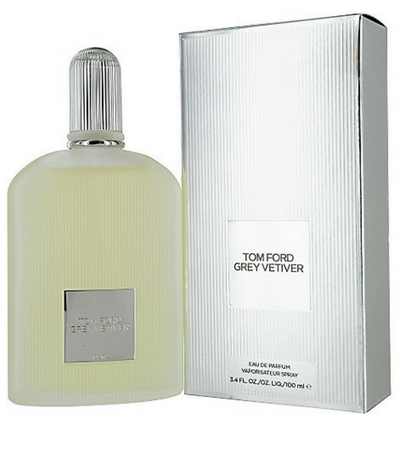 TOM FORD
GREY VETIVER
TOM FORD
GREY VETIVER
EAU DE PARFUM
VAPORISATEUR SPRAY
3.4 FL. OZ./OZ. LIQ./100 ml ℮